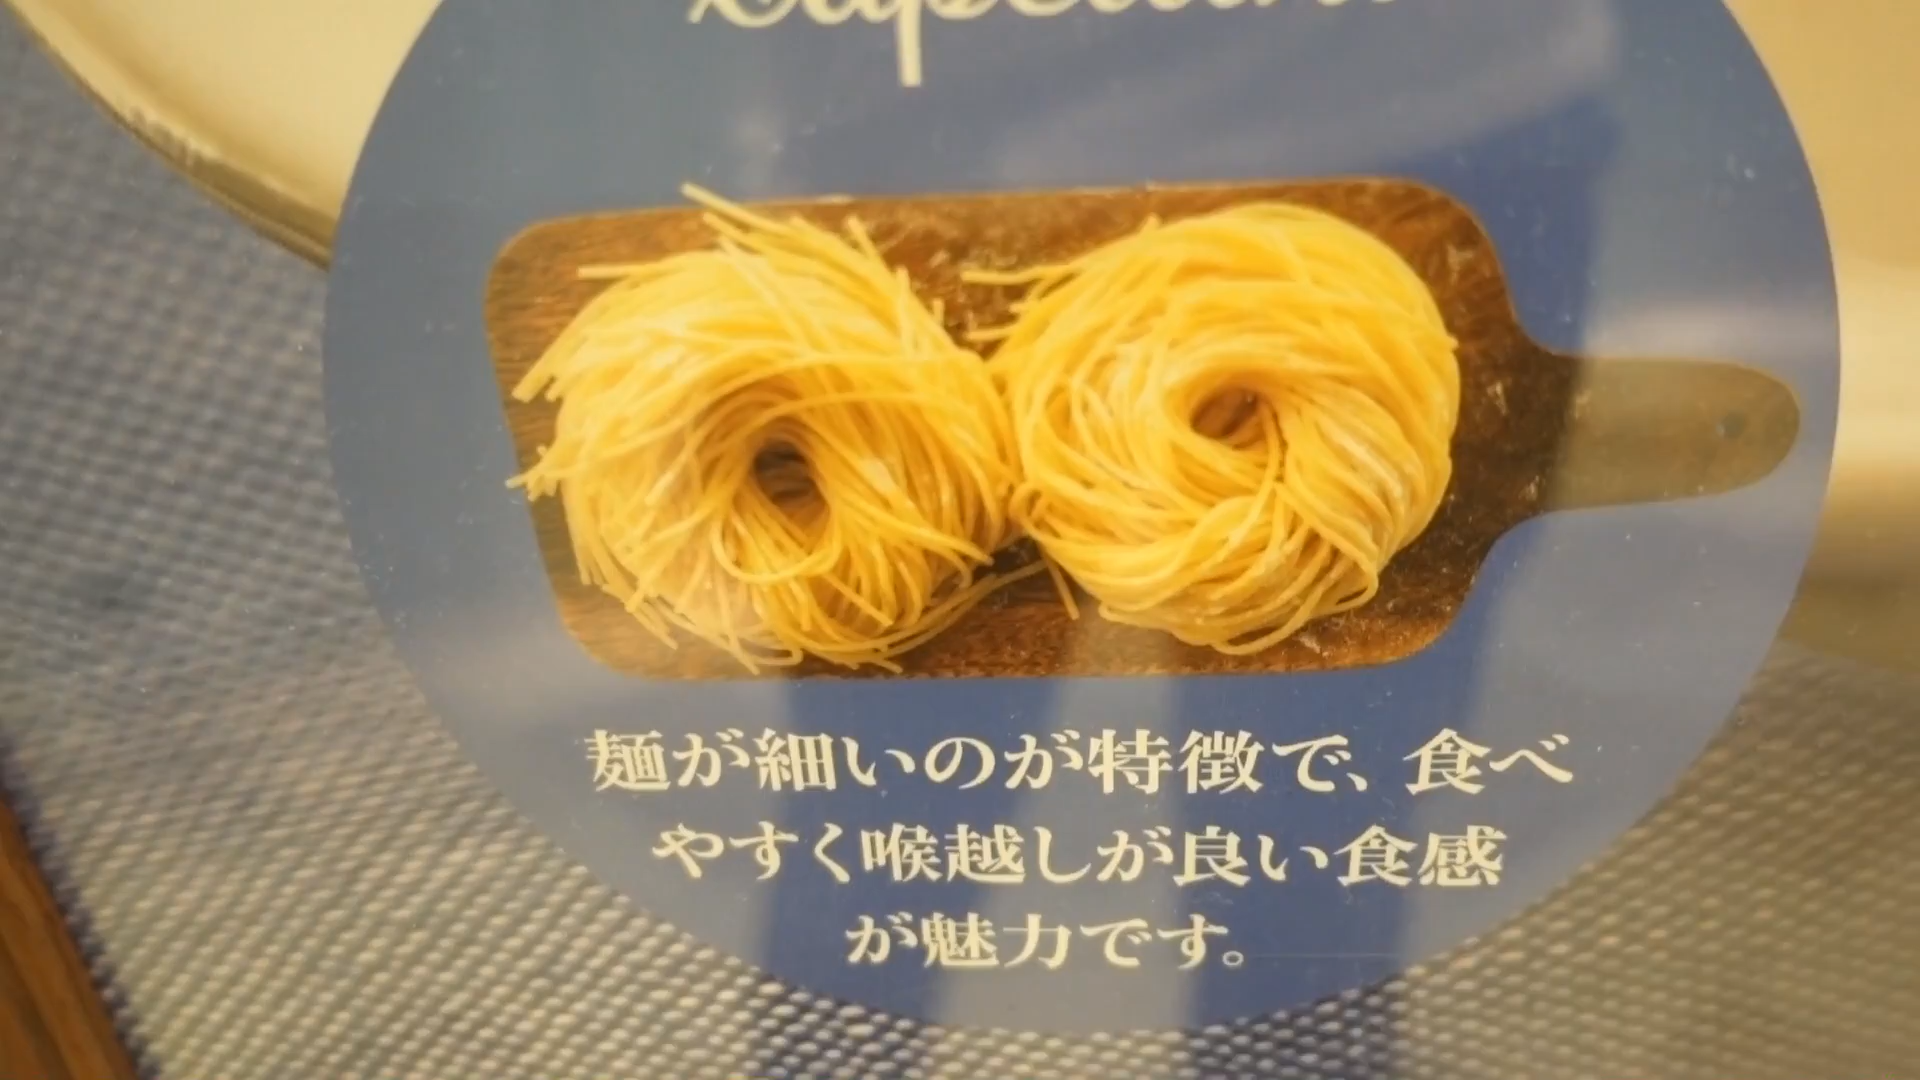 麺が細いのが特徴で、食べ
やすく喉越しが良い食感
が魅力です。